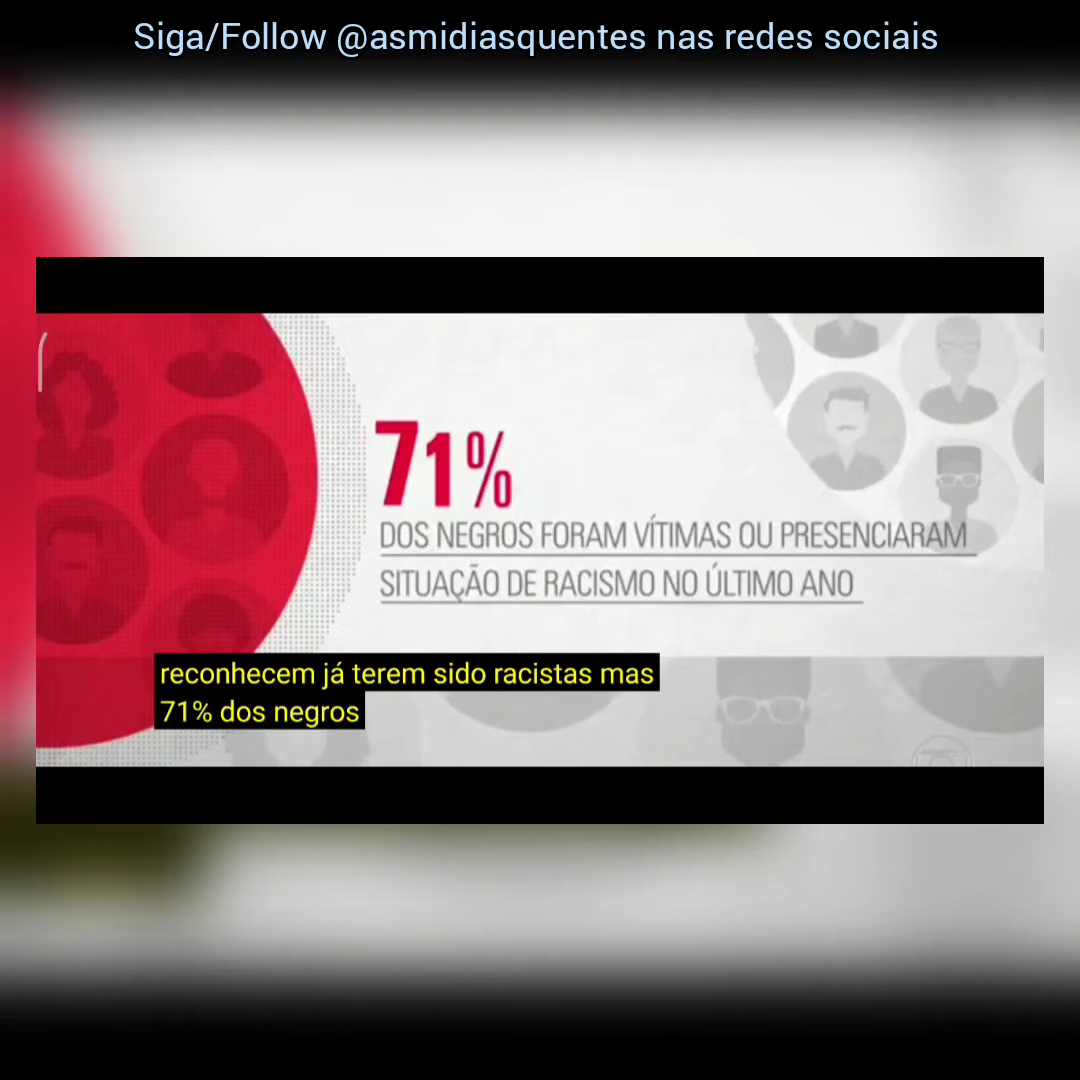 Siga/Follow @asmidiasquentes nas redes sociais
71%
DOS NEGROS FORAM VÍTIMAS OU PRESENCIARAM
SITUAÇÃO DE RACISMO NO ÚLTIMO ANO
reconhecem já terem sido racistas mas
71% dos negros